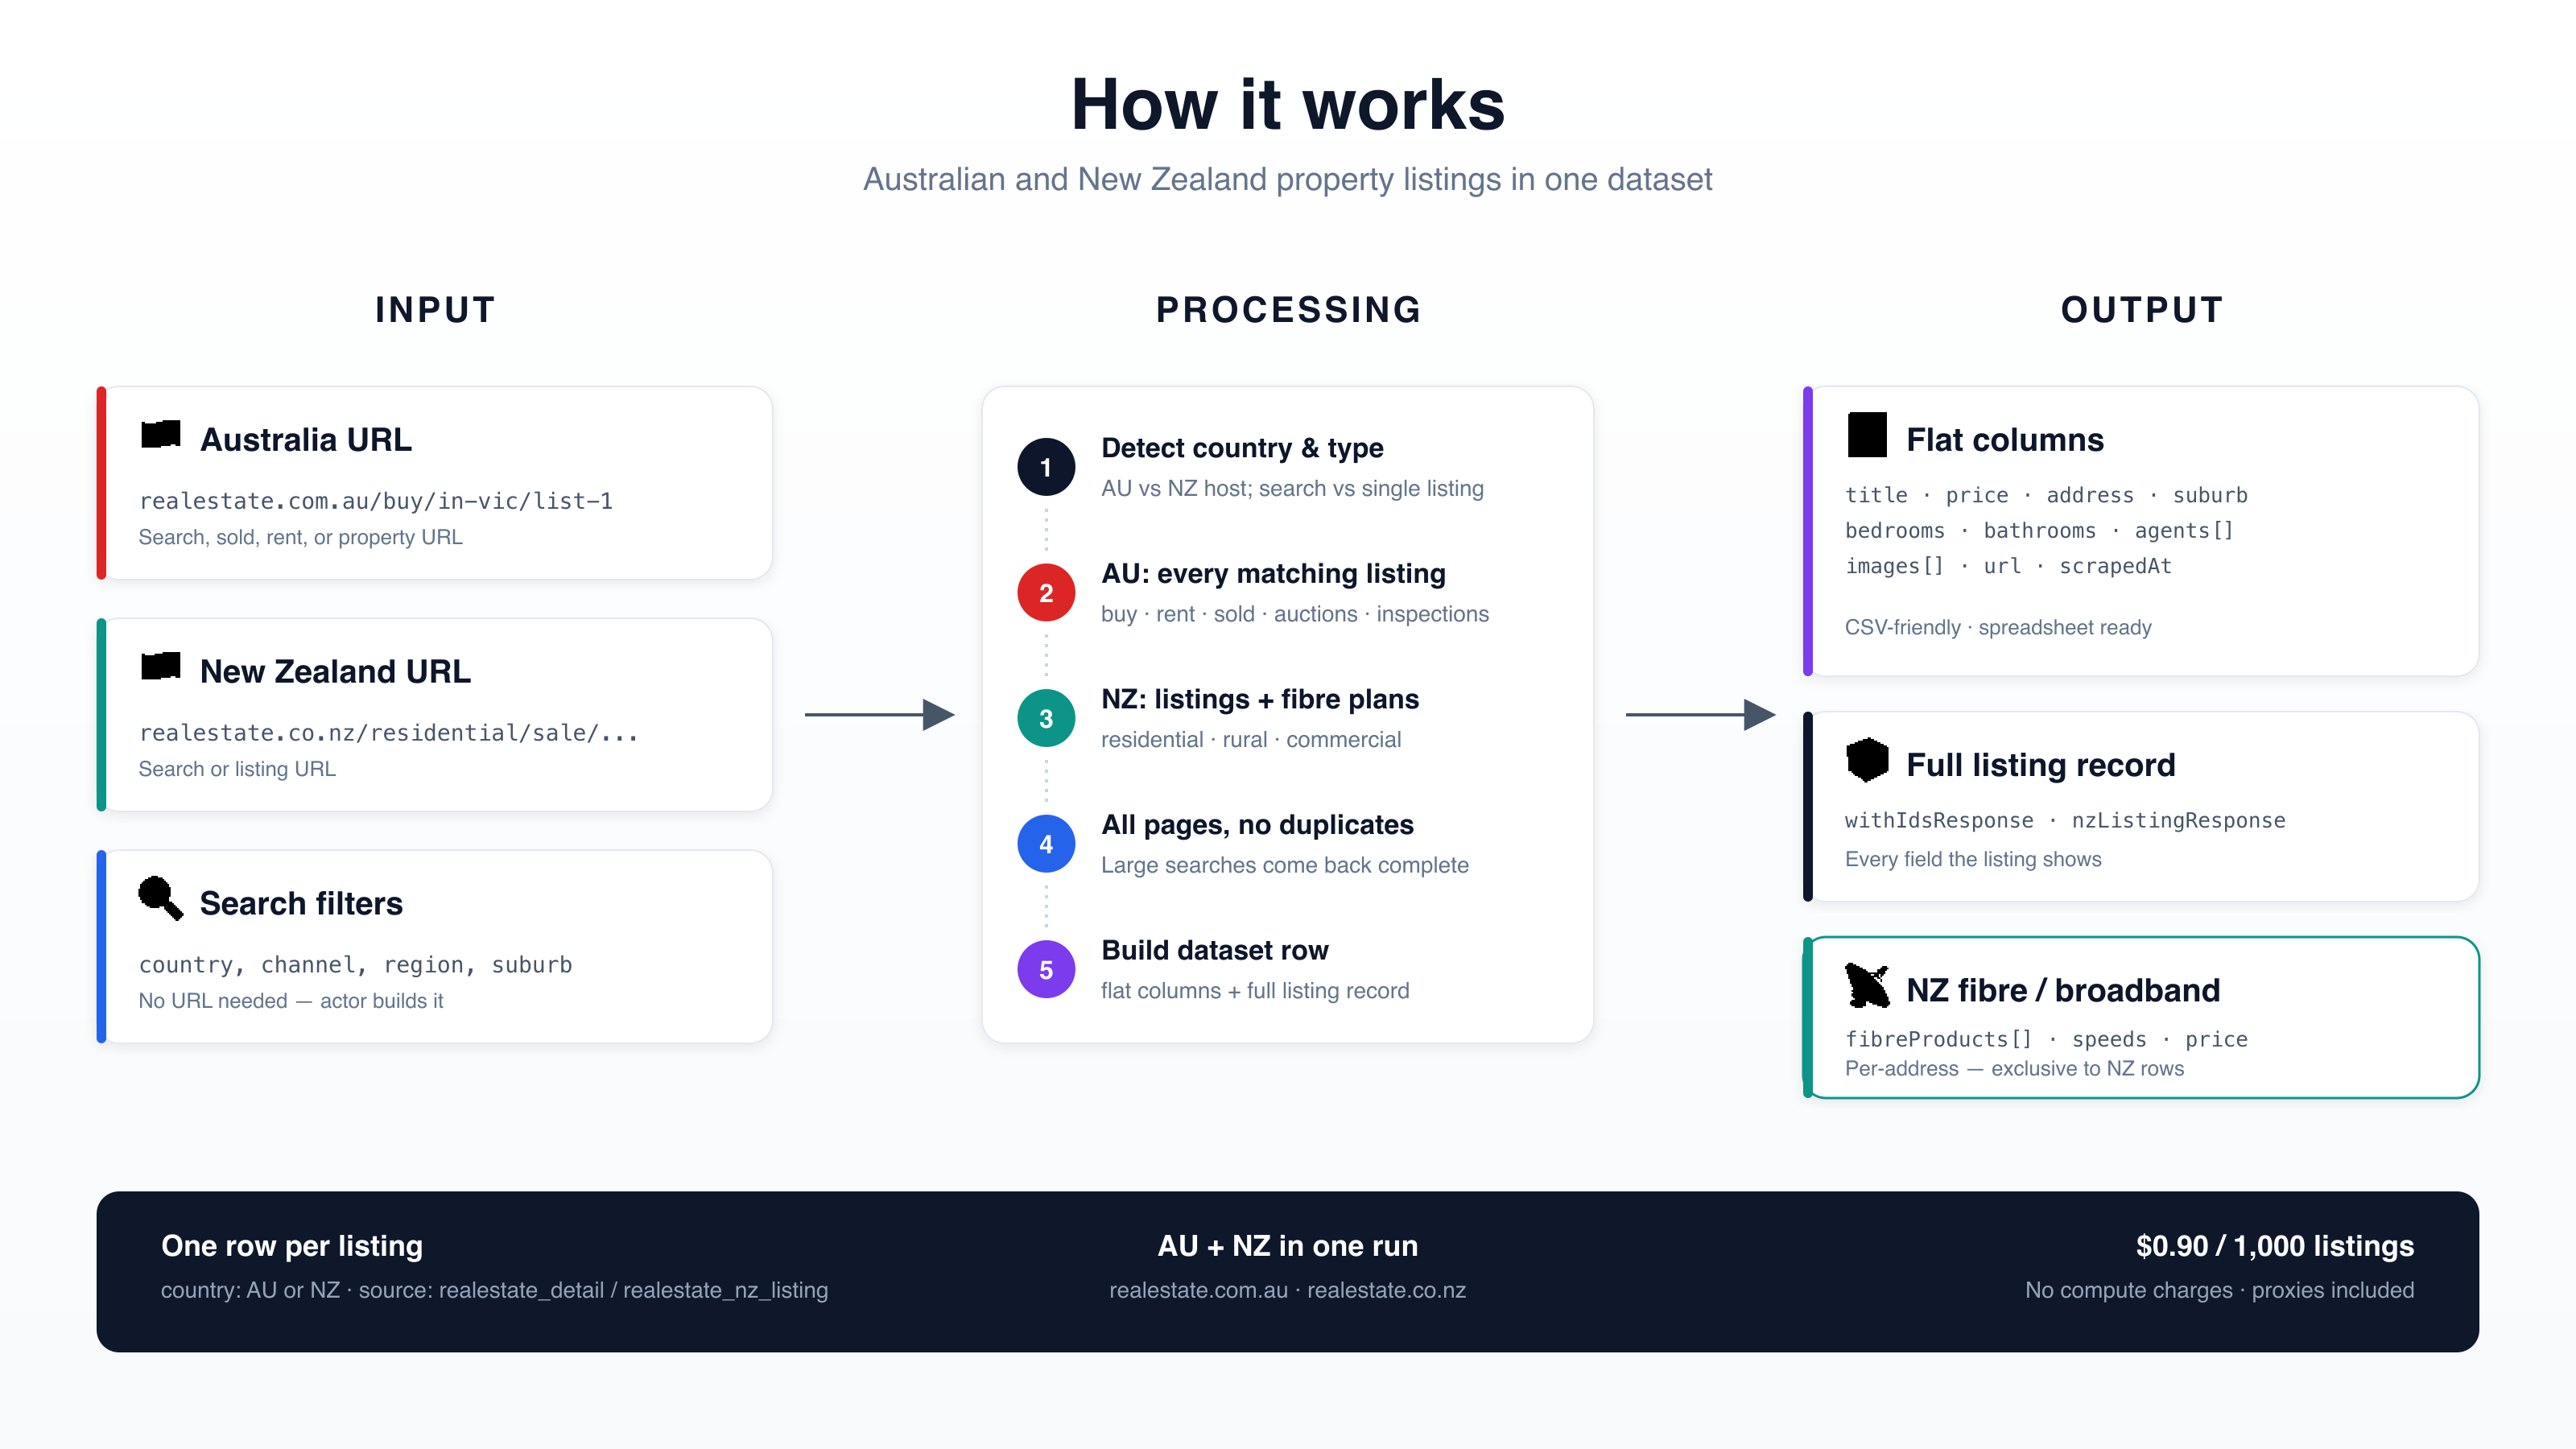 How it works
Australian and New Zealand property listings in one dataset
INPUT
Australia URL
realestate.com.au/buy/in-vic/list-1
Search, sold, rent, or property URL
New Zealand URL
realestate.co.nz/residential/sale/...
Search or listing URL
Search filters
country, channel, region, suburb
No URL needed — actor builds it
PROCESSING
1
Detect country & type
AU vs NZ host; search vs single listing
2
AU: every matching listing
buy · rent · sold · auctions · inspections
3
NZ: listings + fibre plans
residential · rural · commercial
4
All pages, no duplicates
Large searches come back complete
5
Build dataset row
flat columns + full listing record
OUTPUT
Flat columns
title · price · address · suburb
bedrooms · bathrooms · agents[]
images[] · url · scrapedAt
CSV-friendly · spreadsheet ready
Full listing record
withIdsResponse · nzListingResponse
Every field the listing shows
NZ fibre / broadband
fibreProducts[] · speeds · price
Per-address — exclusive to NZ rows
One row per listing
country: AU or NZ · source: realestate_detail / realestate_nz_listing
AU + NZ in one run
realestate.com.au · realestate.co.nz
$0.90 / 1,000 listings
No compute charges · proxies included